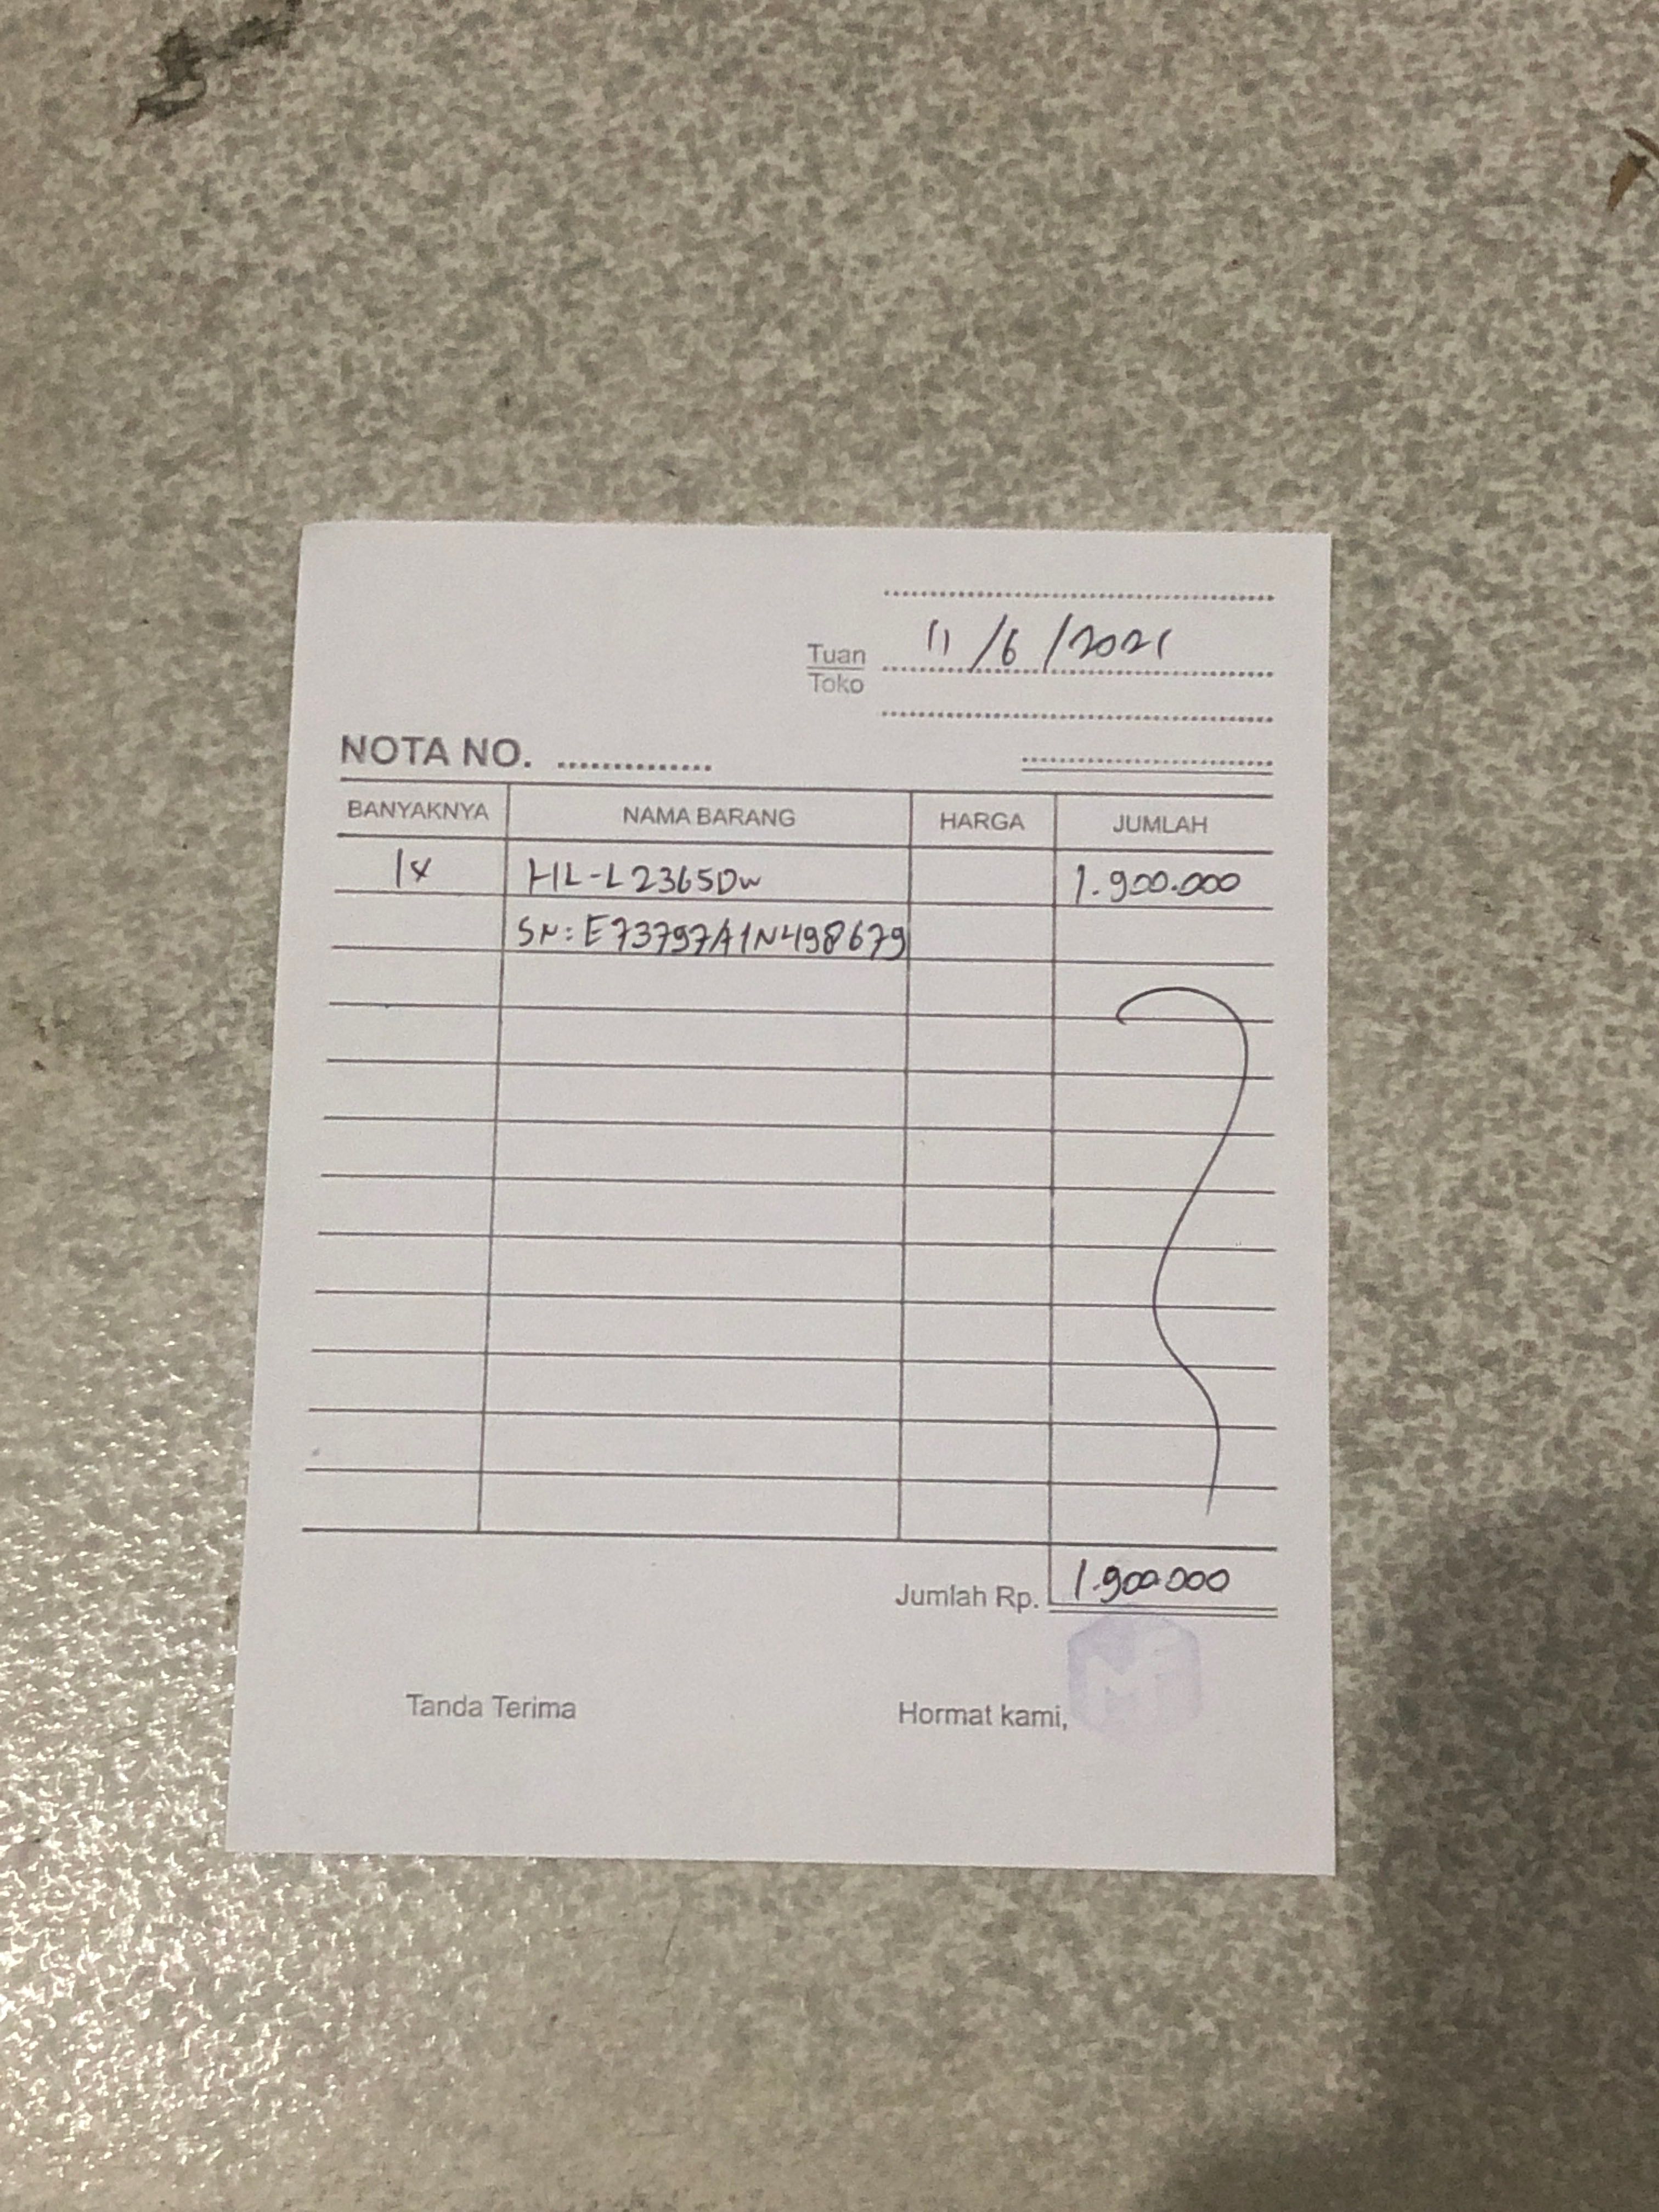 11/6/2021
Tuan
Toko
NOTA NO. ..............
BANYAKNYA NAMA BARANG HARGA JUMLAH
1x HL-L2365Dw 1.900.000
SN: E73797A1N498679
Jumlah Rp. 1.900.000
Tanda Terima Hormat kami,